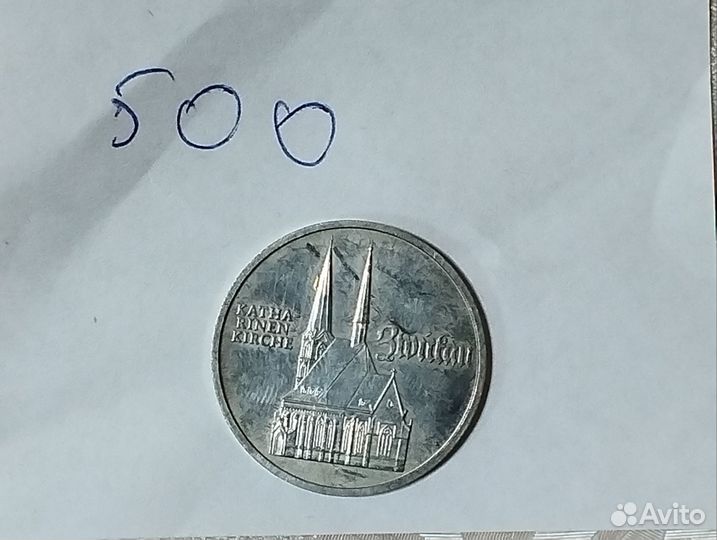 500
KATHA-
RINEN
KIRCHE
Zwickau
Avito